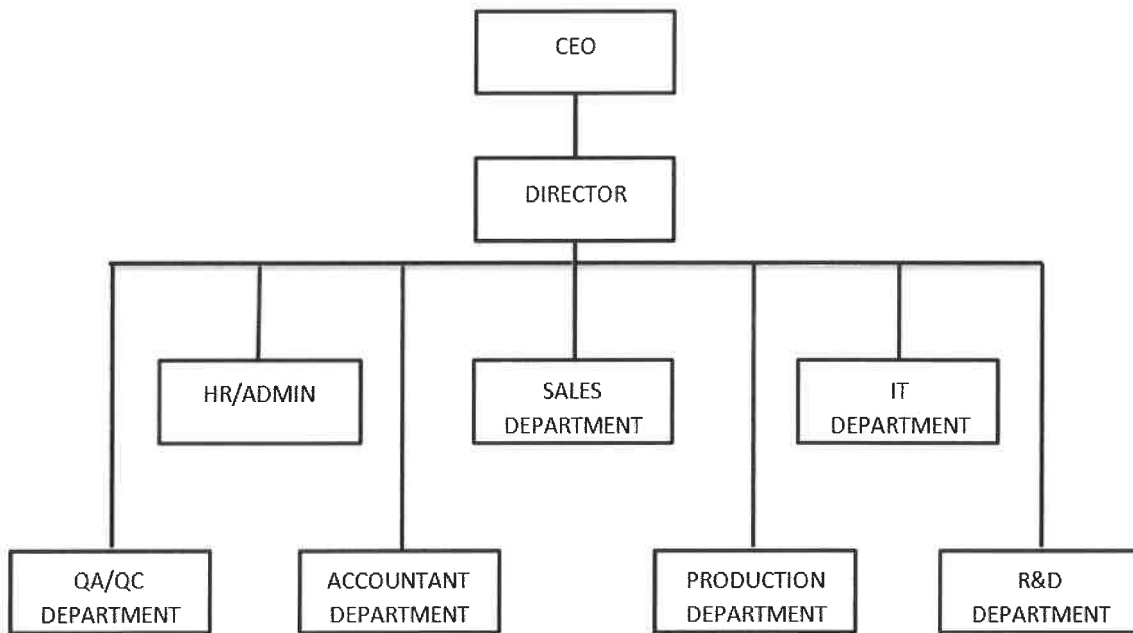 CEO
DIRECTOR
HR/ADMIN
SALES
DEPARTMENT
IT
DEPARTMENT
QA/QC
DEPARTMENT
ACCOUNTANT
DEPARTMENT
PRODUCTION
DEPARTMENT
R&D
DEPARTMENT